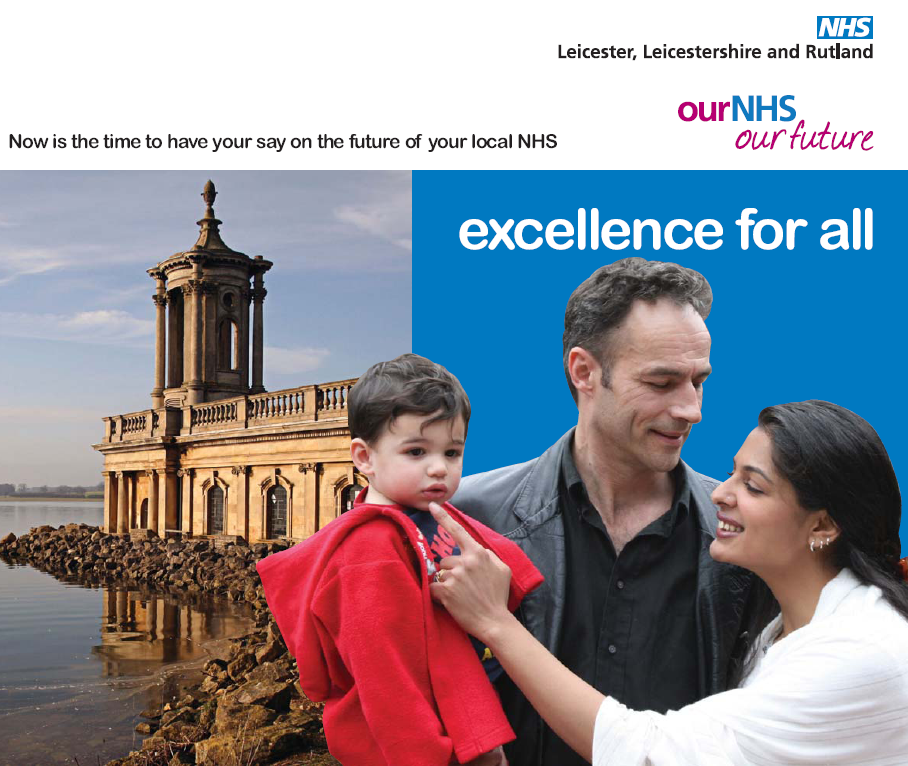 NHS
Leicester, Leicestershire and Rutland
ourNHS
our future
Now is the time to have your say on the future of your local NHS
excellence for all